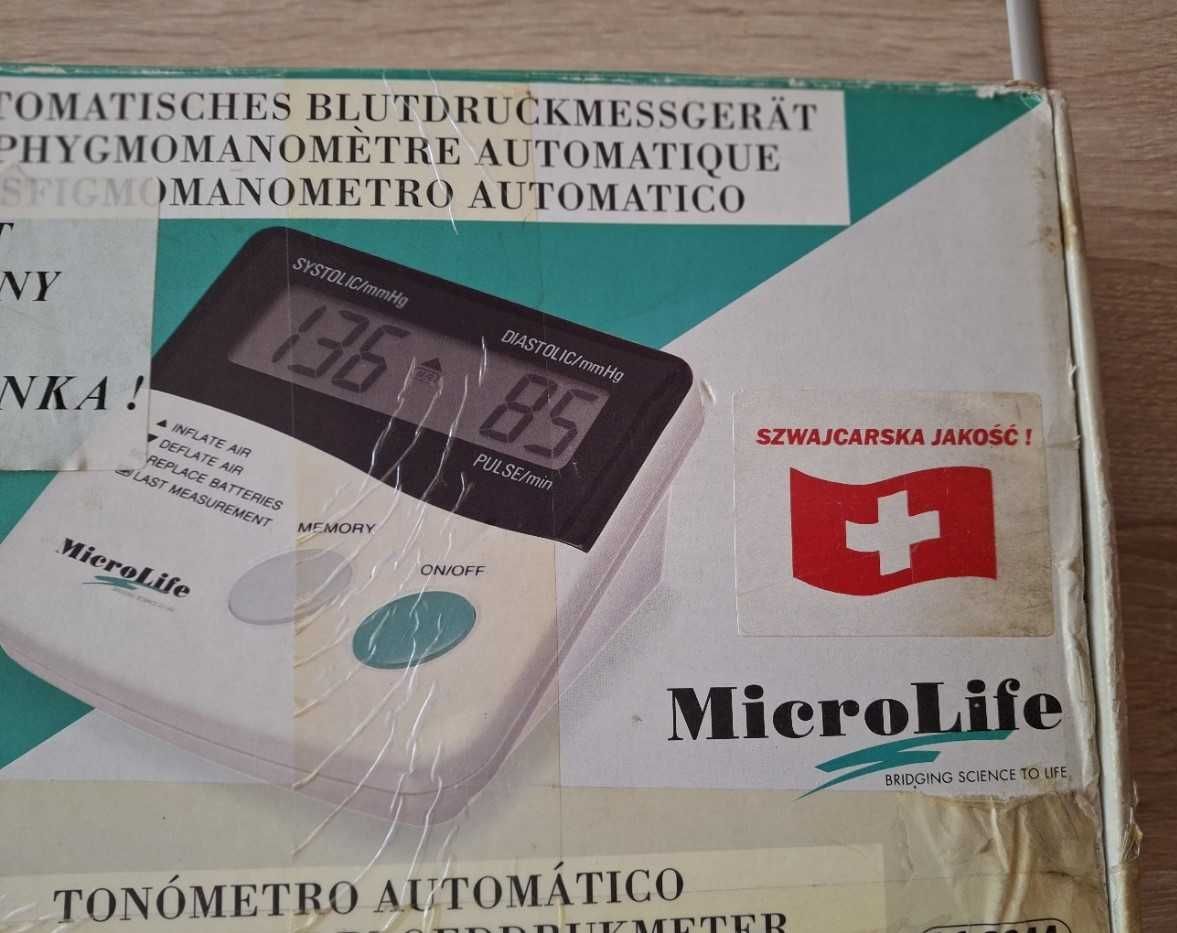 TOMATISCHES BLUTDRUCKMESSGERÄT
PHYGMOMANOMÈTRE AUTOMATIQUE
SFIGMOMANOMETRO AUTOMATICO
T
NY
NKA !
SYSTOLIC/mmHg
136
DIASTOLIC/mmHg
85
PULSE/min
▲ INFLATE AIR
▼ DEFLATE AIR
REPLACE BATTERIES
LAST MEASUREMENT
MEMORY
ON/OFF
MicroLife
SZWAJCARSKA JAKOŚĆ !
MicroLife
BRIDGING SCIENCE TO LIFE
TONÓMETRO AUTOMÁTICO